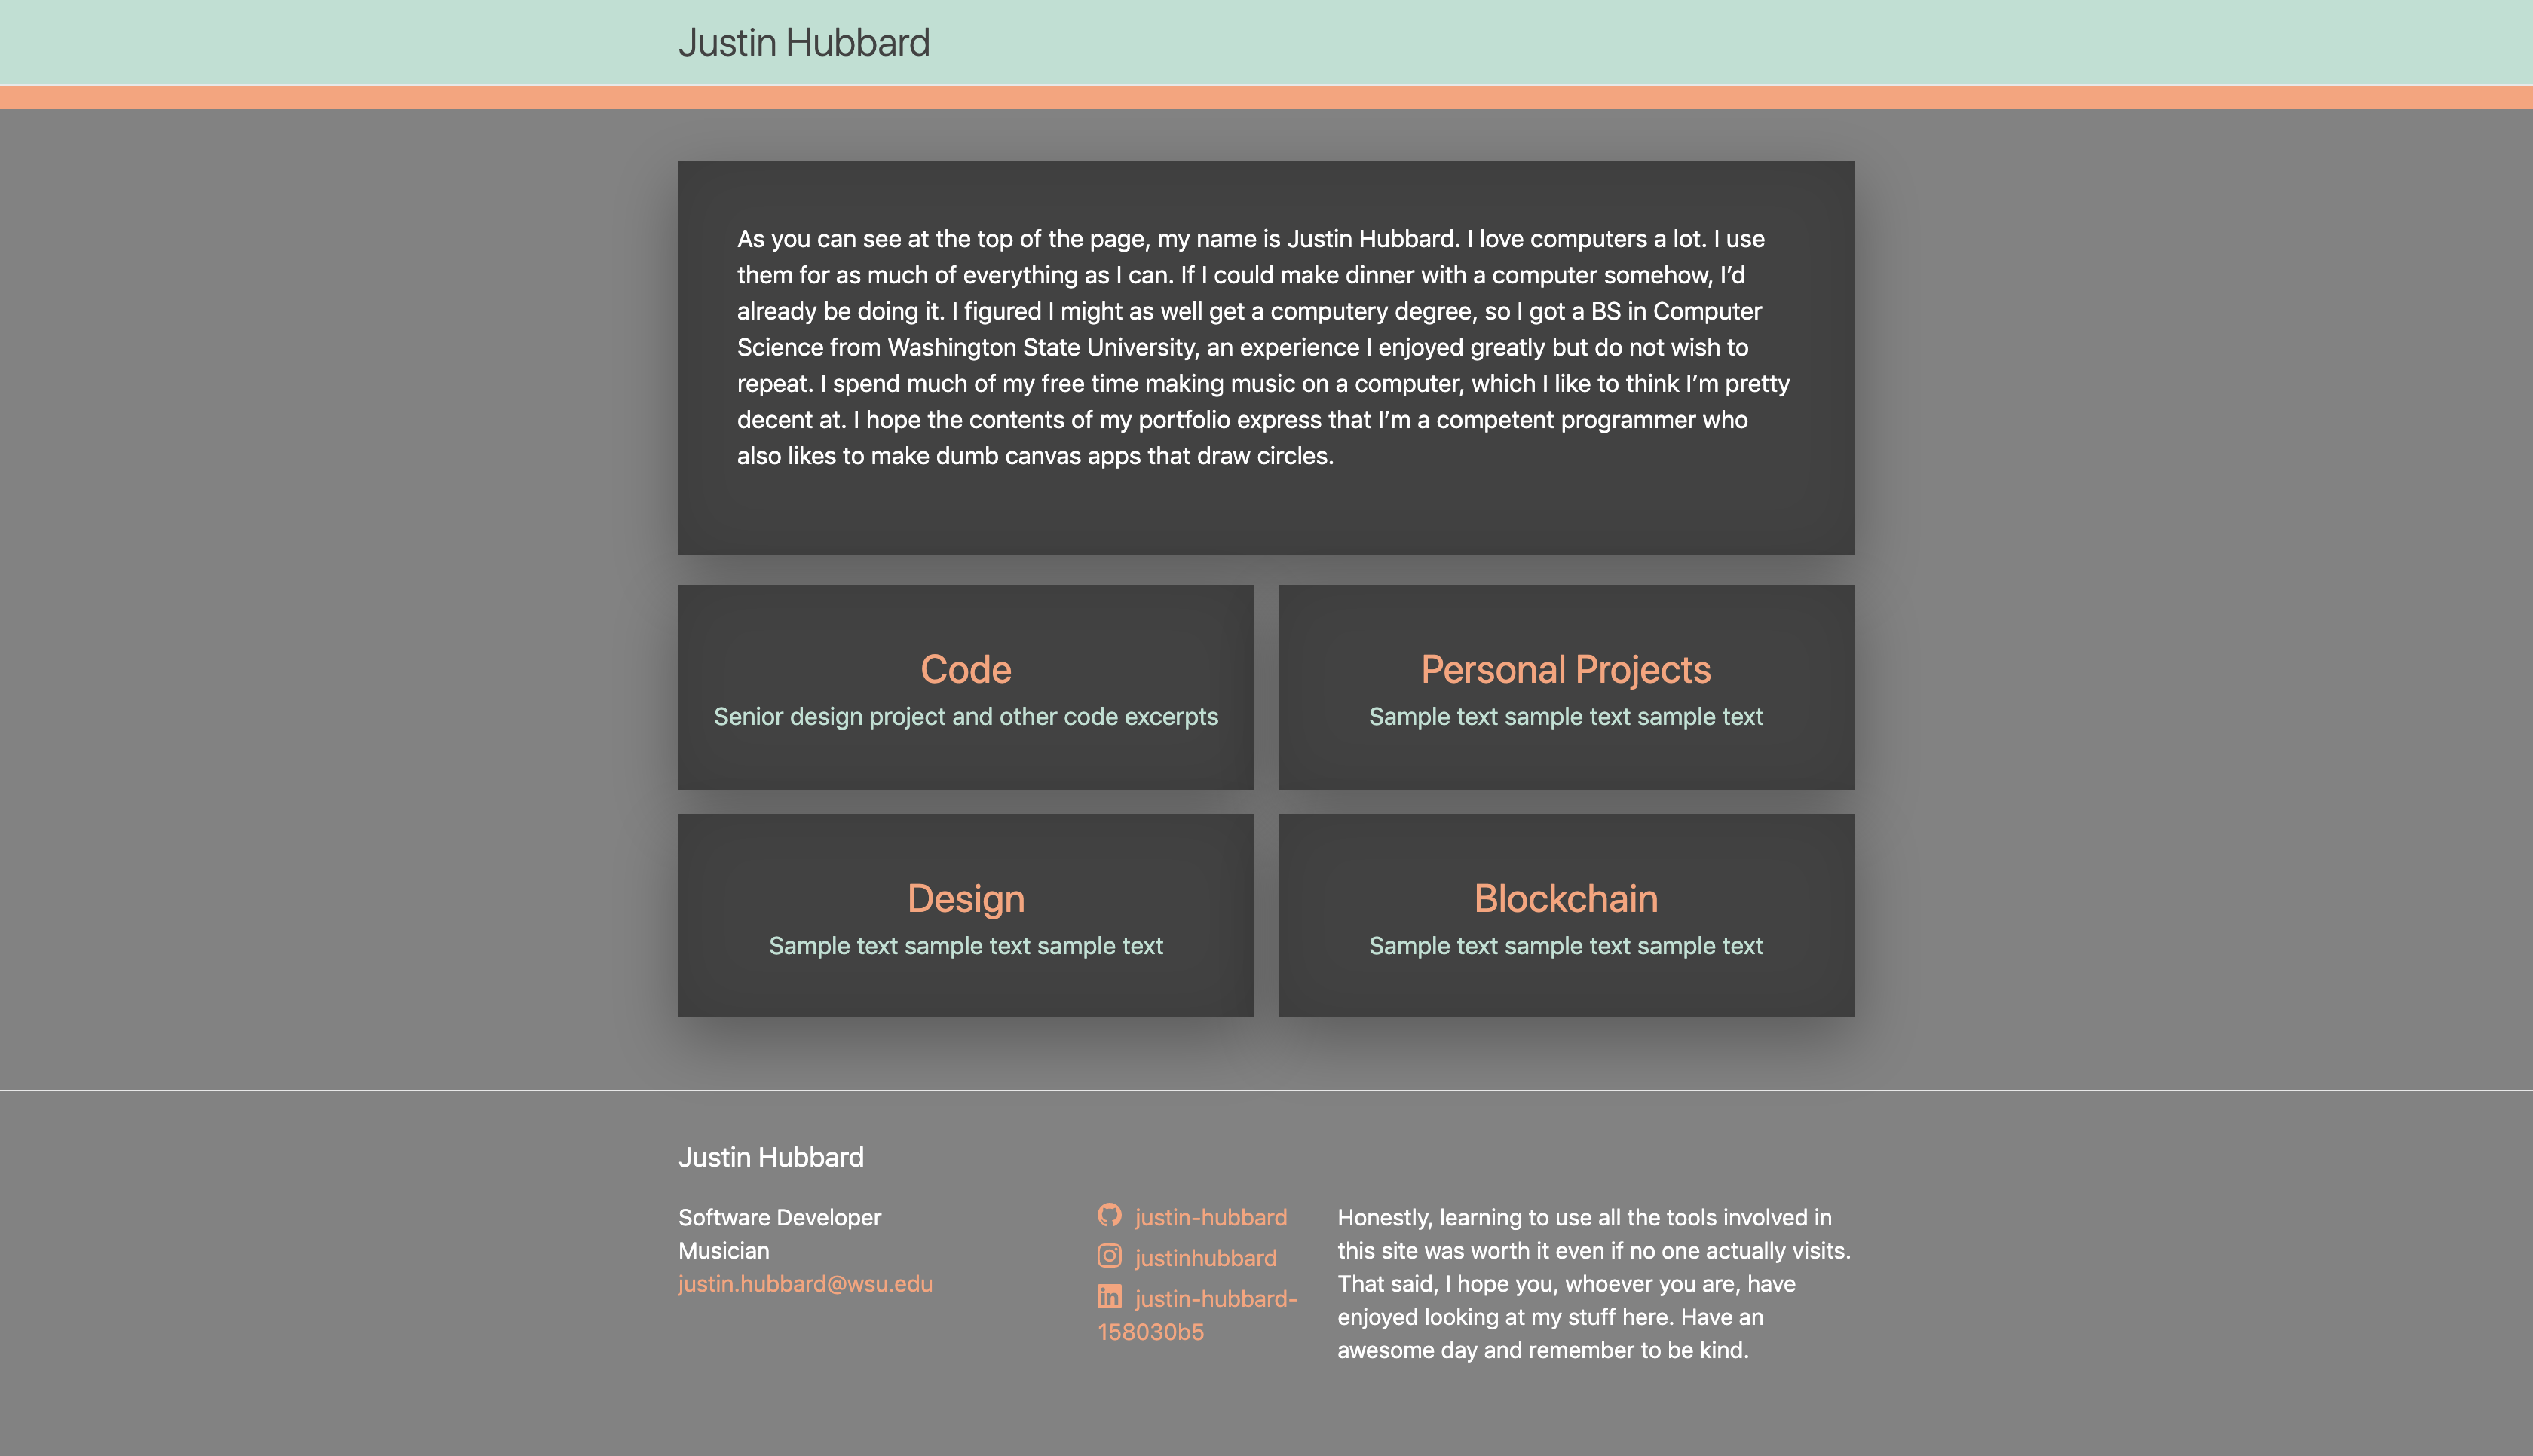 Justin Hubbard
As you can see at the top of the page, my name is Justin Hubbard. I love computers a lot. I use
them for as much of everything as I can. If I could make dinner with a computer somehow, I’d
already be doing it. I figured I might as well get a computery degree, so I got a BS in Computer
Science from Washington State University, an experience I enjoyed greatly but do not wish to
repeat. I spend much of my free time making music on a computer, which I like to think I’m pretty
decent at. I hope the contents of my portfolio express that I’m a competent programmer who
also likes to make dumb canvas apps that draw circles.
Code
Senior design project and other code excerpts
Personal Projects
Sample text sample text sample text
Design
Sample text sample text sample text
Blockchain
Sample text sample text sample text
Justin Hubbard
Software Developer
Musician
justin.hubbard@wsu.edu
justin-hubbard
justinhubbard
justin-hubbard-
158030b5
Honestly, learning to use all the tools involved in
this site was worth it even if no one actually visits.
That said, I hope you, whoever you are, have
enjoyed looking at my stuff here. Have an
awesome day and remember to be kind.